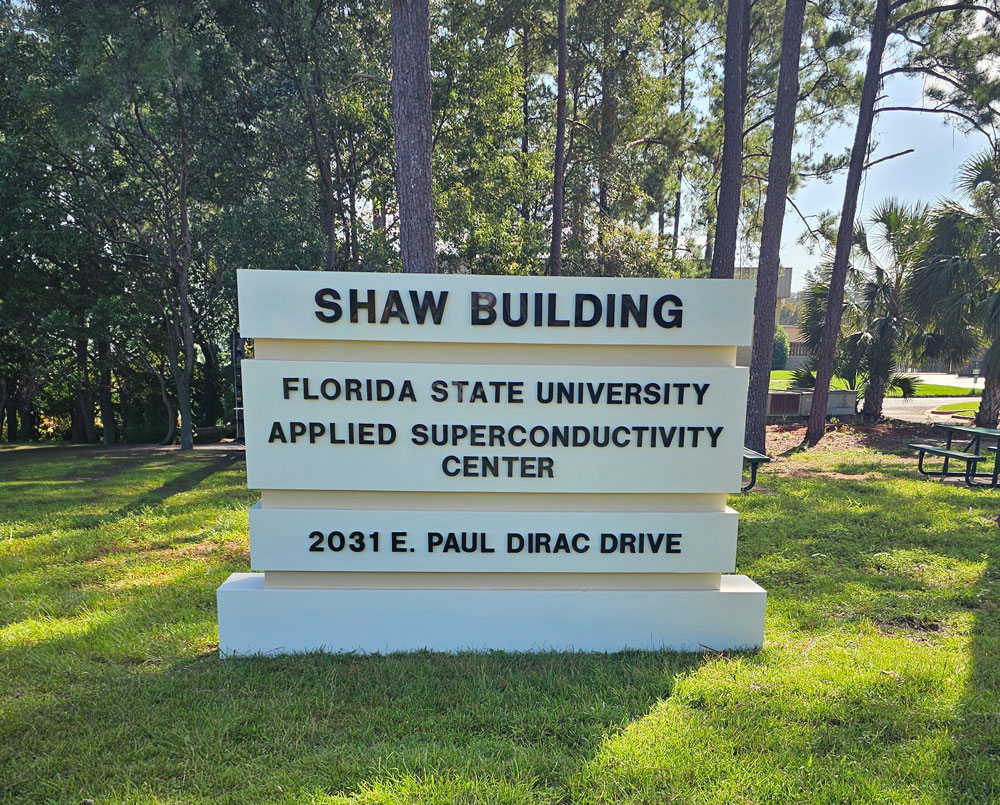 SHAW BUILDING
FLORIDA STATE UNIVERSITY
APPLIED SUPERCONDUCTIVITY
CENTER
2031 E. PAUL DIRAC DRIVE